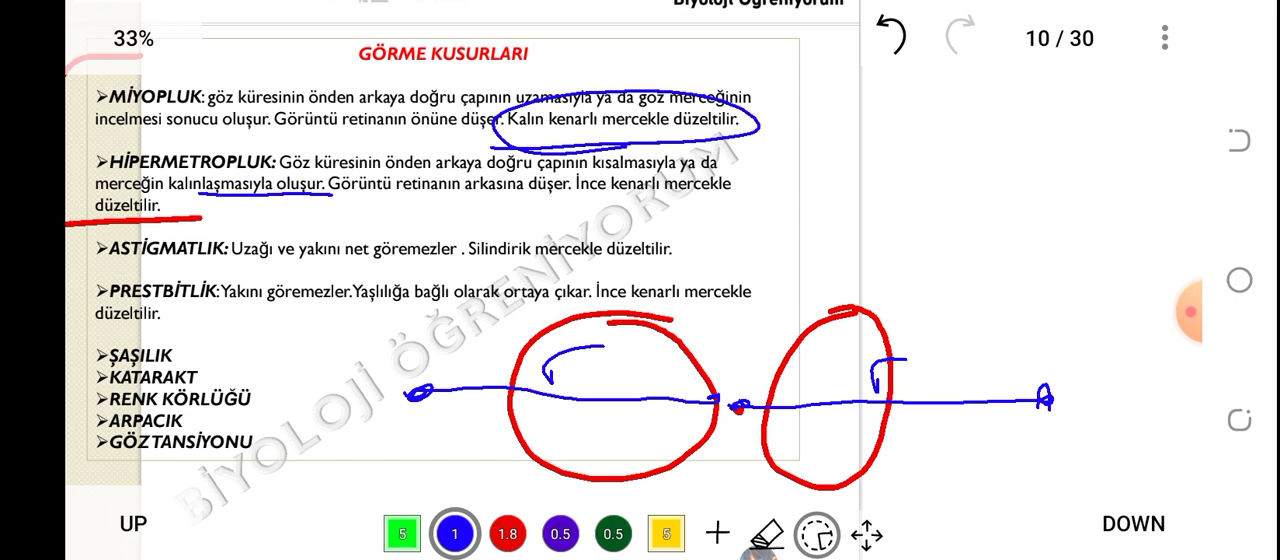 Biyoloji Öğreniyorum
33%
10 / 30
GÖRME KUSURLARI
➢MİYOPLUK: göz küresinin önden arkaya doğru çapının uzamasıyla ya da göz merceğinin
incelmesi sonucu oluşur. Görüntü retinanın önüne düşer. Kalın kenarlı mercekle düzeltilir.
➢HİPERMETROPLUK: Göz küresinin önden arkaya doğru çapının kısalmasıyla ya da
merceğin kalınlaşmasıyla oluşur. Görüntü retinanın arkasına düşer. İnce kenarlı mercekle
düzeltilir.
➢ASTİGMATLIK: Uzağı ve yakını net göremezler . Silindirik mercekle düzeltilir.
➢PRESTBİTLİK:Yakını göremezler.Yaşlılığa bağlı olarak ortaya çıkar. İnce kenarlı mercekle
düzeltilir.
➢ŞAŞILIK
➢KATARAKT
➢RENK KÖRLÜĞÜ
➢ARPACIK
➢GÖZ TANSİYONU
BİYOLOJİ ÖĞRENİYORUM
UP
5
1
1.8
0.5
0.5
5
DOWN